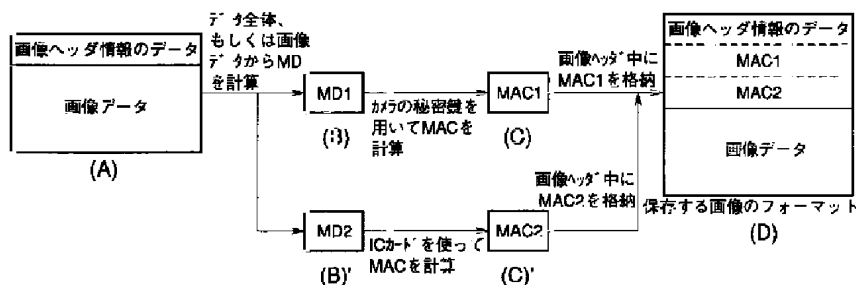 画像ヘッダ情報のデータ
画像データ
(A)
データ全体、
もしくは画像
データからMD
を計算
MD1
(B)
カメラの秘密鍵を
用いてMACを
計算
MAC1
(C)
画像ヘッダ中に
MAC1を格納
MD2
(B)'
ICカードを使って
MACを計算
MAC2
(C)'
画像ヘッダ中に
MAC2を格納
画像ヘッダ情報のデータ
MAC1
MAC2
画像データ
保存する画像のフォーマット
(D)